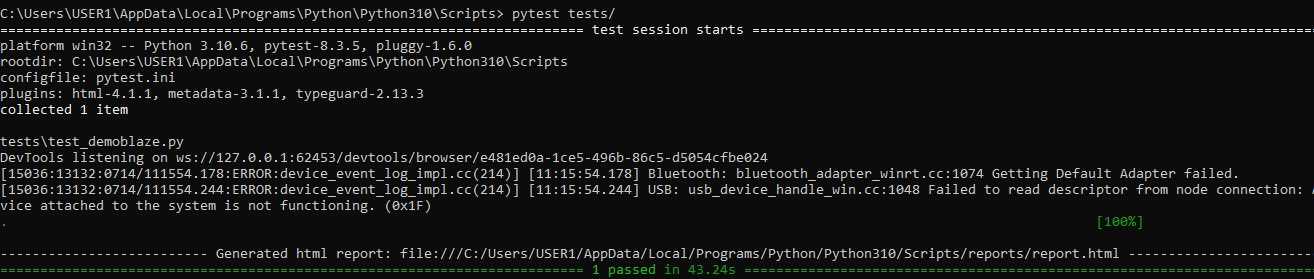 C:\Users\USER1\AppData\Local\Programs\Python\Python310\Scripts> pytest tests/
============================================================================= test session starts =============================================================================
platform win32 -- Python 3.10.6, pytest-8.3.5, pluggy-1.6.0
rootdir: C:\Users\USER1\AppData\Local\Programs\Python\Python310\Scripts
configfile: pytest.ini
plugins: html-4.1.1, metadata-3.1.1, typeguard-2.13.3
collected 1 item
tests\test_demoblaze.py
DevTools listening on ws://127.0.0.1:62453/devtools/browser/e481ed0a-1ce5-496b-86c5-d5054cfbe024
[15036:13132:0714/111554.178:ERROR:device_event_log_impl.cc(214)] [11:15:54.178] Bluetooth: bluetooth_adapter_winrt.cc:1074 Getting Default Adapter failed.
[15036:13132:0714/111554.244:ERROR:device_event_log_impl.cc(214)] [11:15:54.244] USB: usb_device_handle_win.cc:1048 Failed to read descriptor from node connection:
vice attached to the system is not functioning. (0x1F)
. [100%]
-------------------------- Generated html report: file:///C:/Users/USER1/AppData/Local/Programs/Python/Python310/Scripts/reports/report.html --------------------------
============================================================================= 1 passed in 43.24s =============================================================================